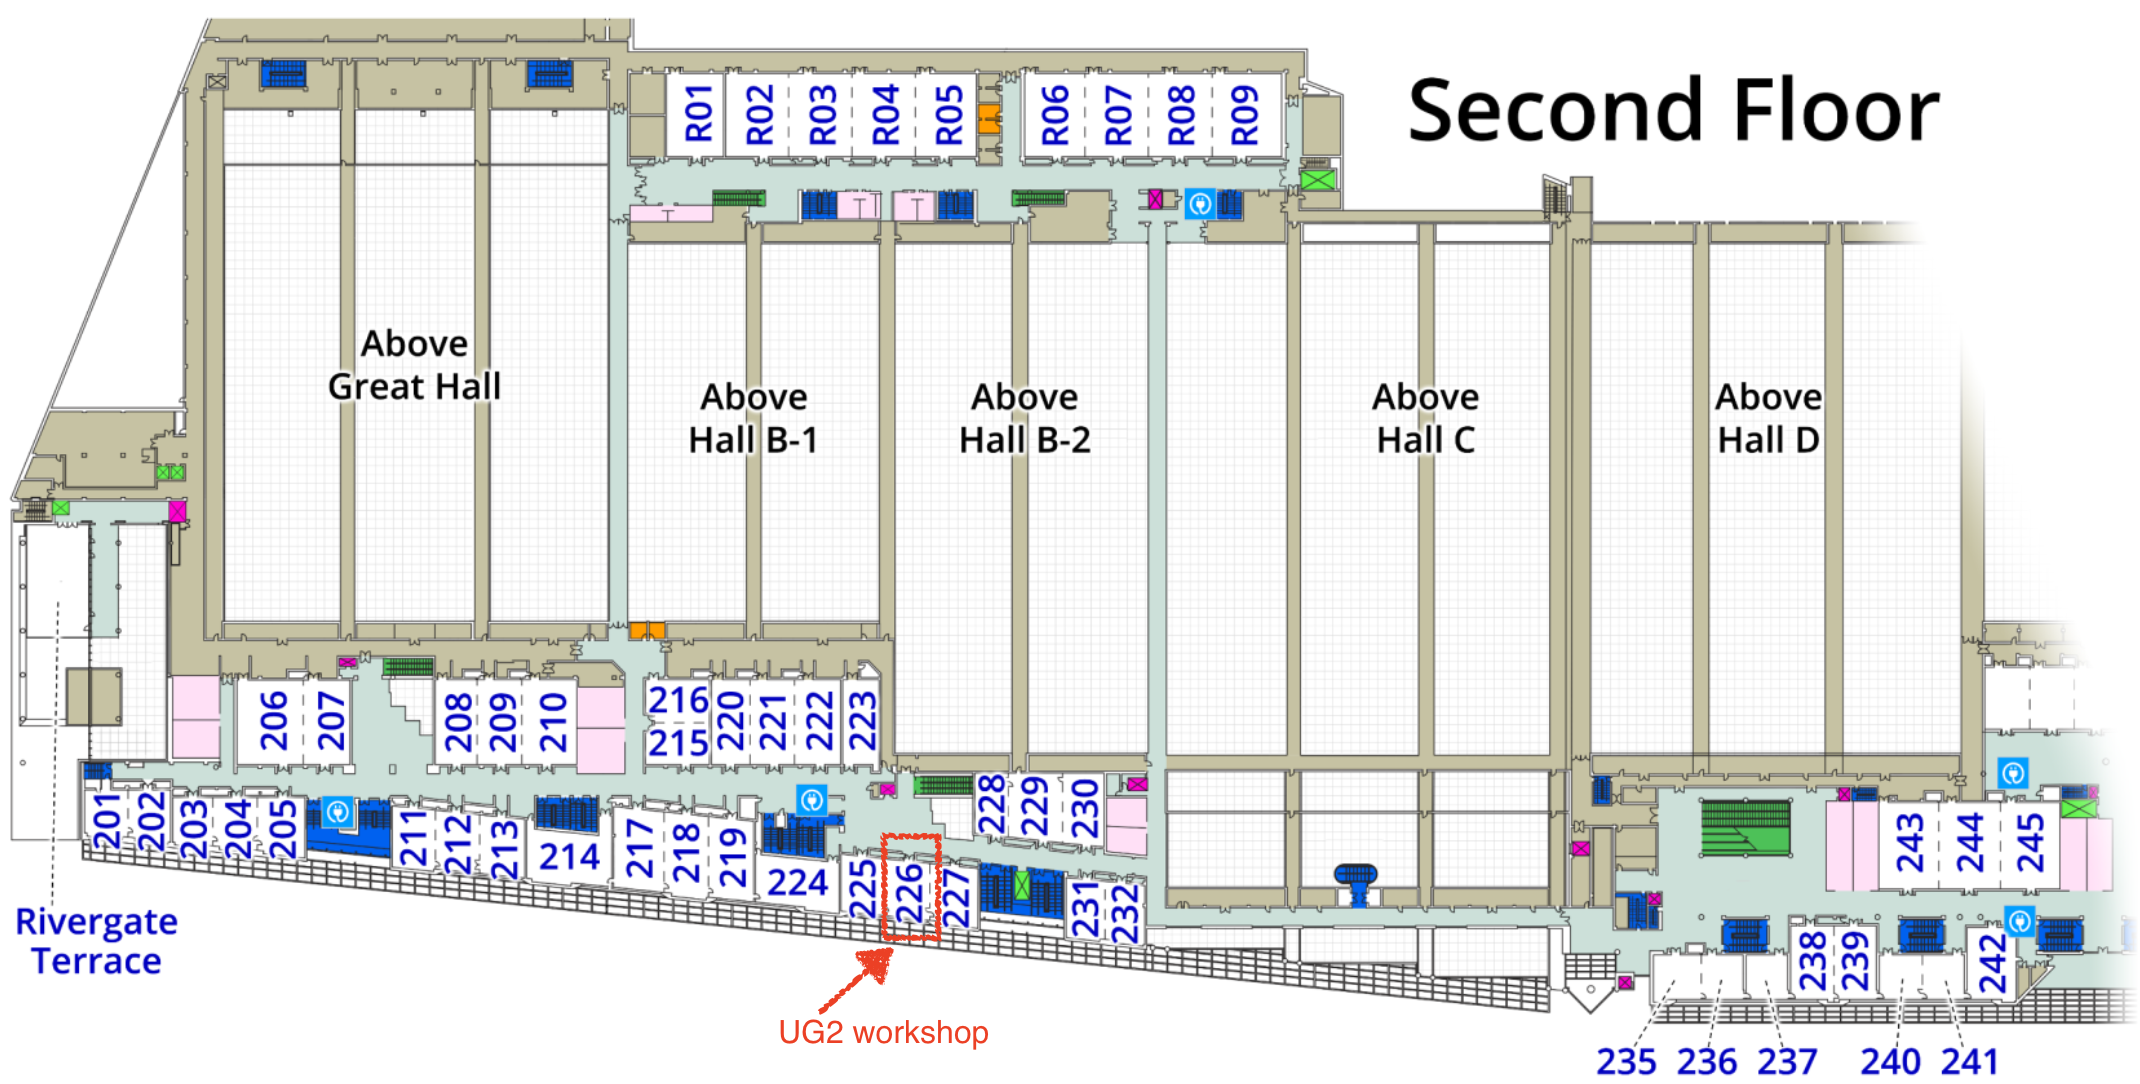 Second Floor
R01
R02
R03
R04
R05
R06
R07
R08
R09
Above
Great Hall
Above
Hall B-1
Above
Hall B-2
Above
Hall C
Above
Hall D
206
207
208
209
210
216
215
220
221
222
223
201
202
203
204
205
211
212
213
214
217
218
219
224
225
226
227
228
229
230
231
232
243
244
245
238
239
242
Rivergate
Terrace
UG2 workshop
235
236
237
240
241